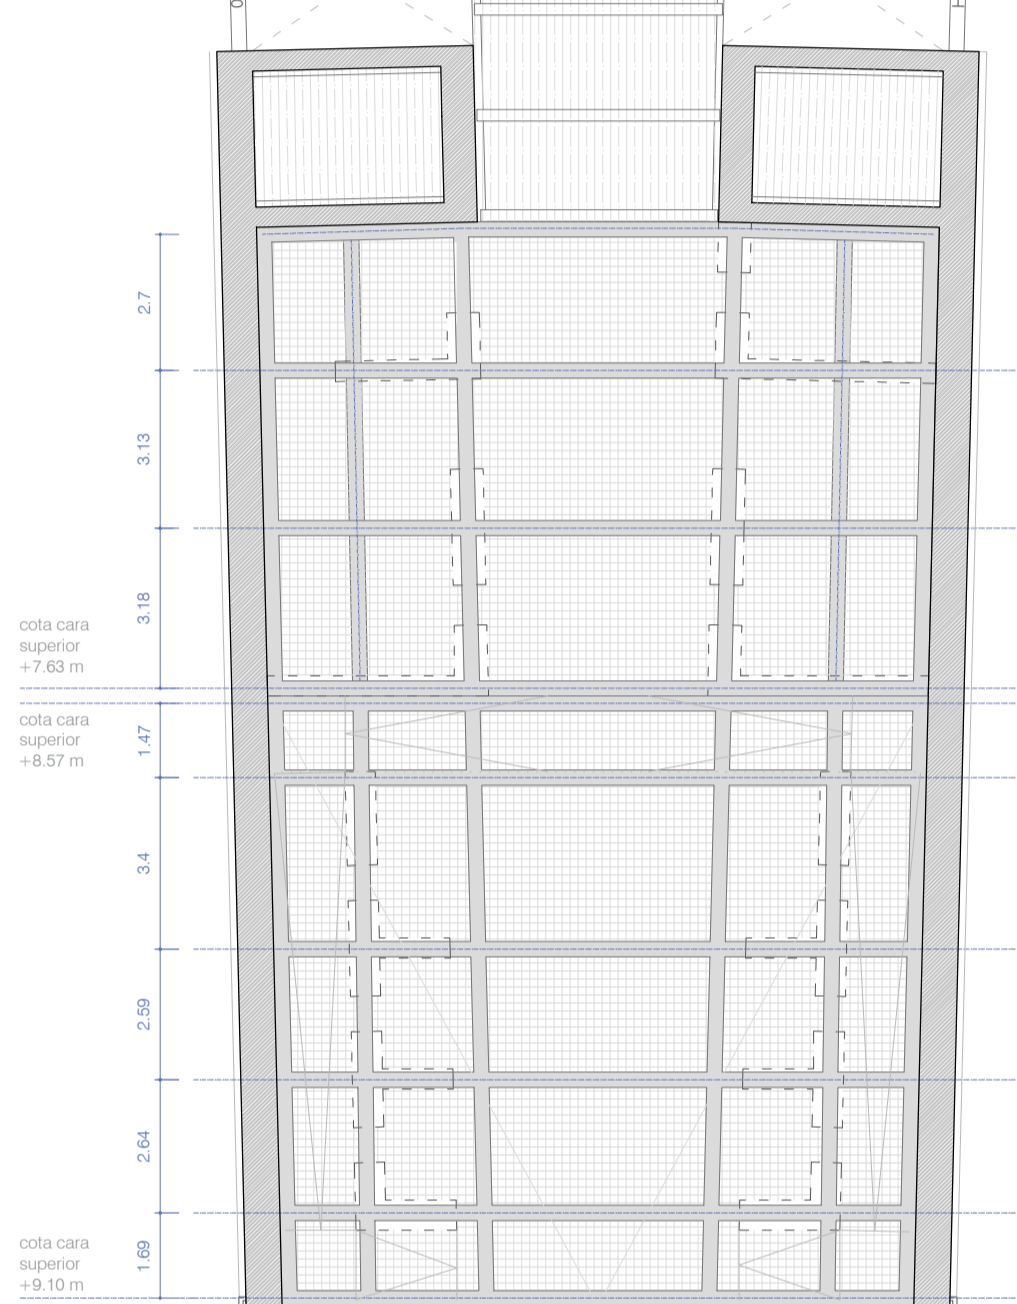 2.7
3.13
3.18
cota cara
superior
+7.63 m
cota cara
superior
+8.57 m
1.47
3.4
2.59
2.64
cota cara
superior
+9.10 m
1.69